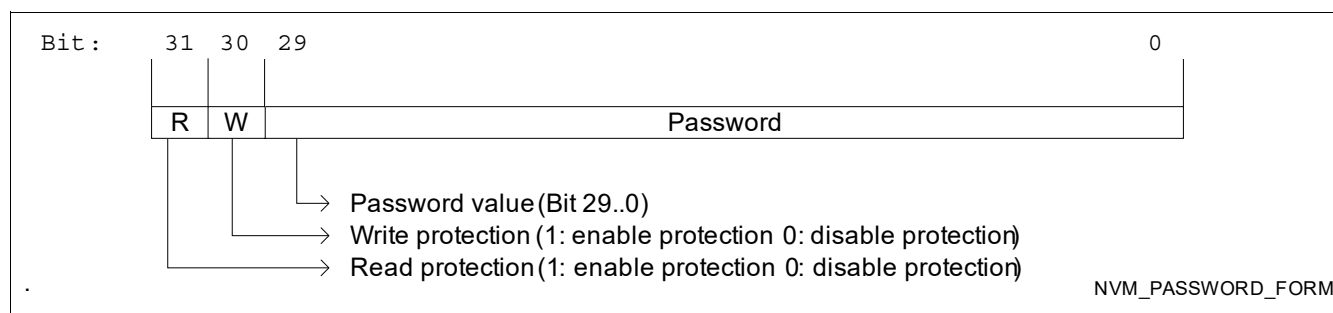 Bit: 31 30 29 0
R W Password
Password value (Bit 29..0)
Write protection (1: enable protection 0: disable protection)
Read protection (1: enable protection 0: disable protection)
. NVM_PASSWORD_FORM